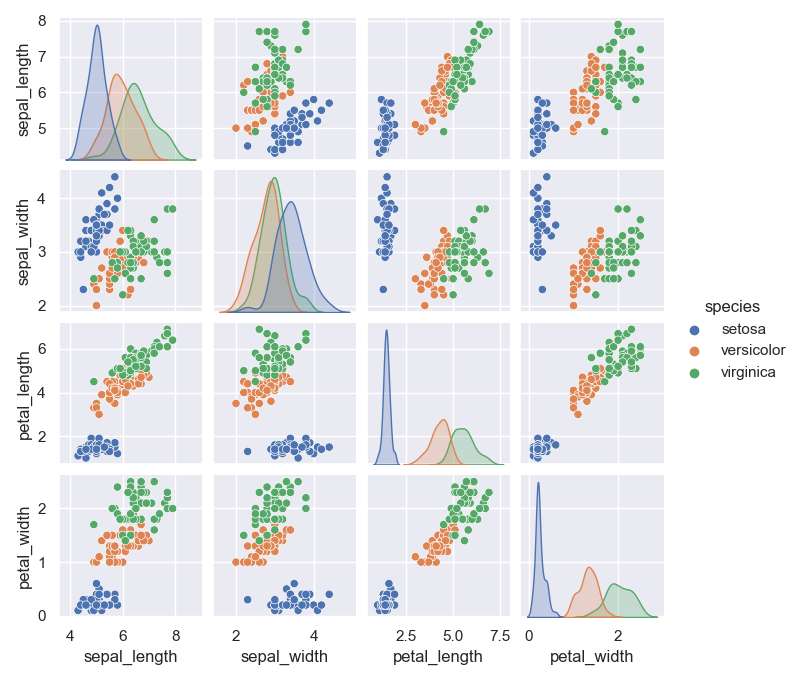 8
7
6
5
sepal_length
4
3
2
sepal_width
6
4
2
petal_length
2
1
0
petal_width
4 6 8
sepal_length
2 4
sepal_width
2.5 5.0 7.5
petal_length
0 2
petal_width
species
setosa
versicolor
virginica